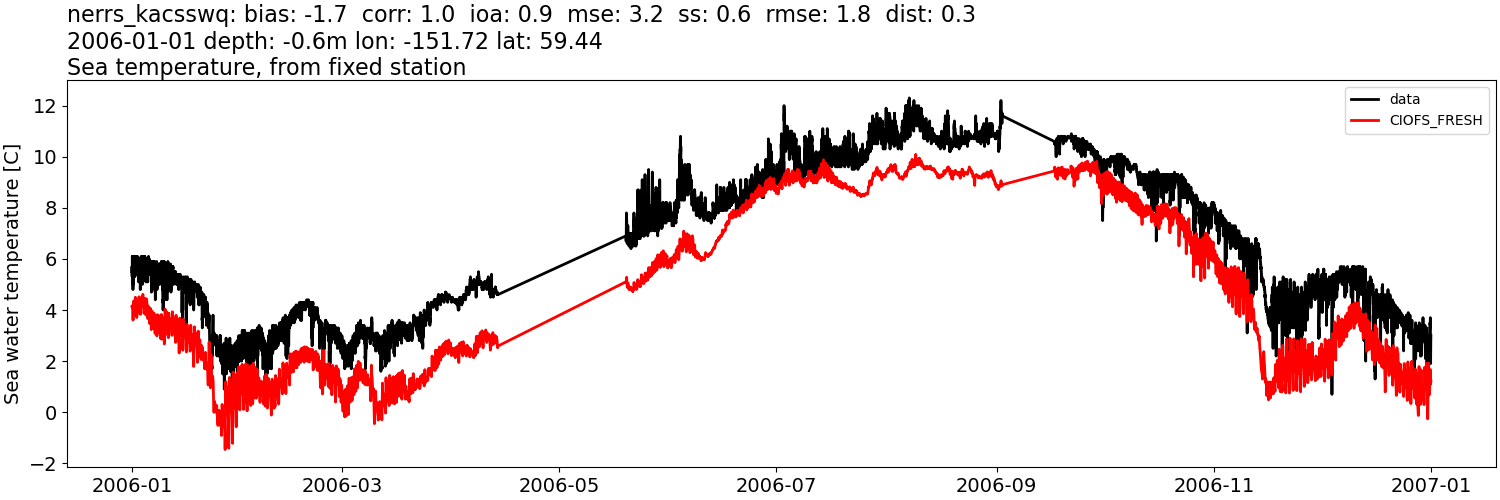 nerrs_kacsswq: bias: -1.7  corr: 1.0  ioa: 0.9  mse: 3.2  ss: 0.6  rmse: 1.8  dist: 0.3
2006-01-01 depth: -0.6m lon: -151.72 lat: 59.44
Sea temperature, from fixed station
Sea water temperature [C]
12
10
8
6
4
2
0
−2
data
CIOFS_FRESH
2006-01
2006-03
2006-05
2006-07
2006-09
2006-11
2007-01